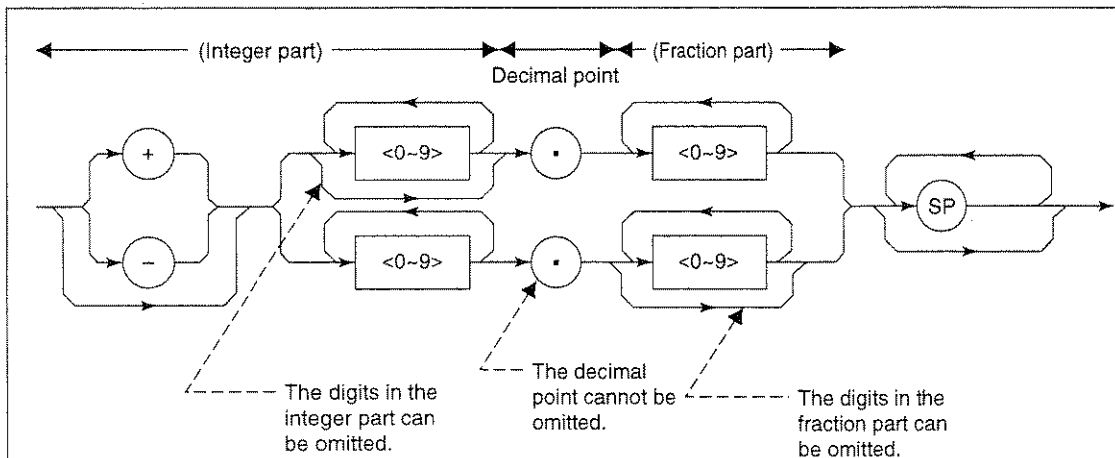 (Integer part)
Decimal point
(Fraction part)
+
<0~9>
.
<0~9>
SP
−
<0~9>
.
<0~9>
The digits in the
integer part can
be omitted.
The decimal
point cannot be
omitted.
The digits in the
fraction part can
be omitted.